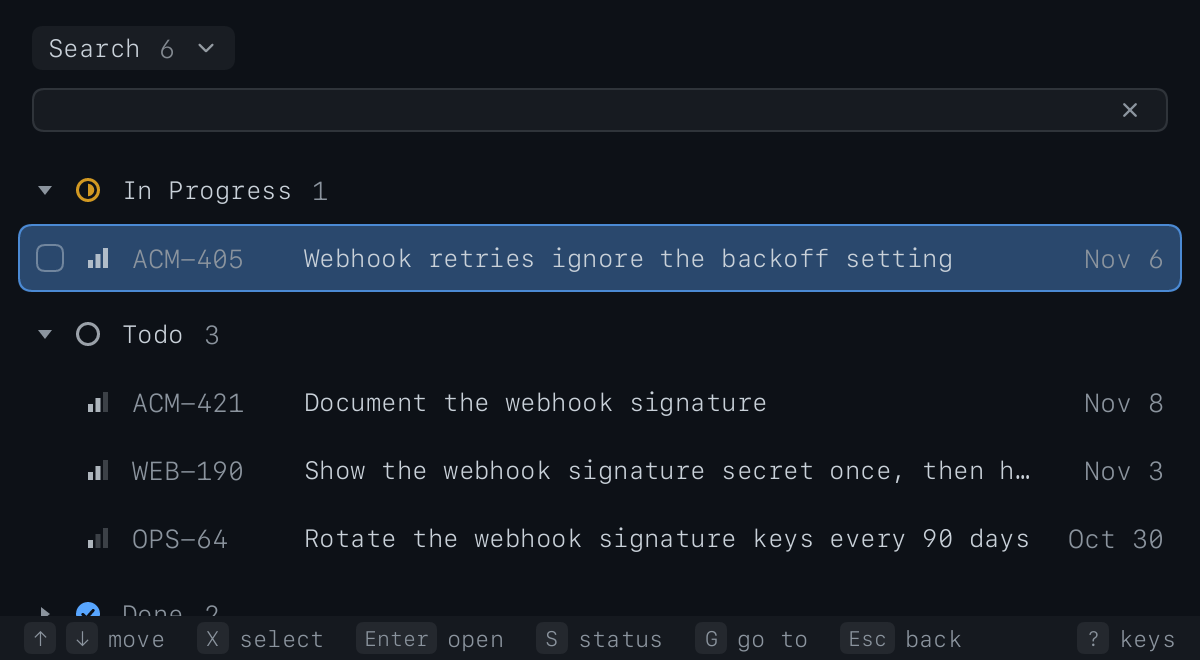 Search 6
In Progress 1
ACM-405 Webhook retries ignore the backoff setting Nov 6
Todo 3
ACM-421 Document the webhook signature Nov 8
WEB-190 Show the webhook signature secret once, then h… Nov 3
OPS-64 Rotate the webhook signature keys every 90 days Oct 30
Done 2
↑ ↓ move X select Enter open S status G go to Esc back ? keys